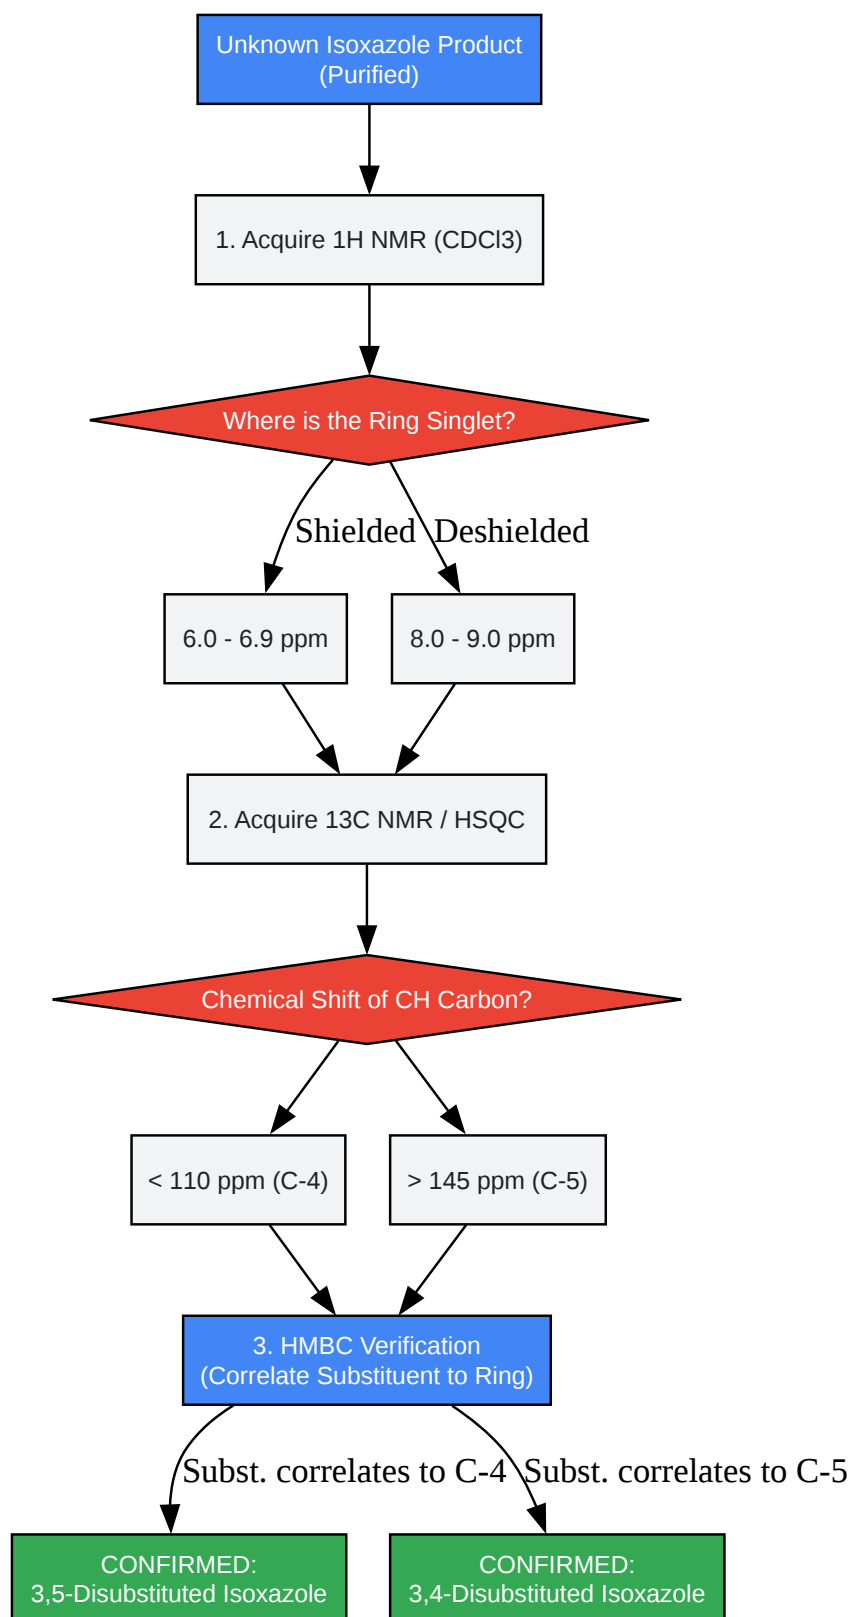 Unknown Isoxazole Product
(Purified)
1. Acquire 1H NMR (CDCl3)
Where is the Ring Singlet?
Shielded
Deshielded
6.0 - 6.9 ppm
8.0 - 9.0 ppm
2. Acquire 13C NMR / HSQC
Chemical Shift of CH Carbon?
< 110 ppm (C-4)
> 145 ppm (C-5)
3. HMBC Verification
(Correlate Substituent to Ring)
Subst. correlates to C-4
Subst. correlates to C-5
CONFIRMED:
3,5-Disubstituted Isoxazole
CONFIRMED:
3,4-Disubstituted Isoxazole